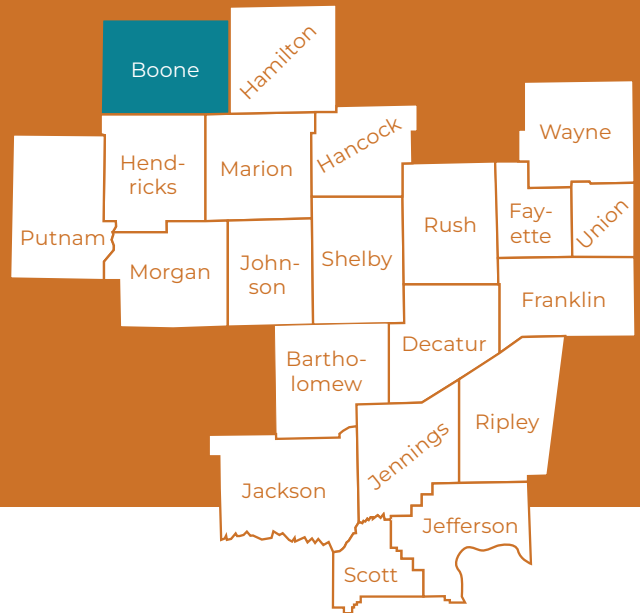 Boone
Hamilton
Wayne
Hancock
Hend-
ricks
Marion
Fay-
ette
Union
Rush
Putnam
Morgan
John-
son
Shelby
Franklin
Decatur
Bartho-
lomew
Ripley
Jennings
Jackson
Jefferson
Scott